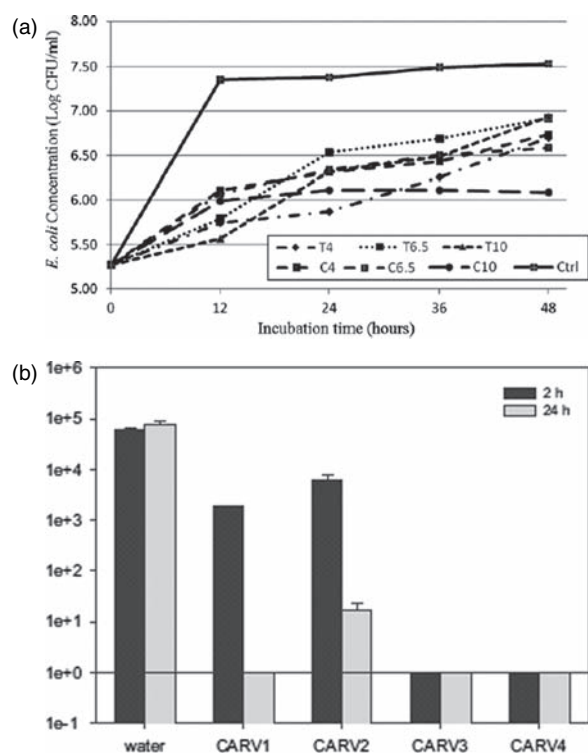 (a)
E. coli Concentration (Log CFU/ml)
7.50
7.00
6.50
6.00
5.50
5.00
T4 T6.5 T10
C4 C6.5 C10 Ctrl
0 12 24 36 48
Incubation time (hours)
(b)
1e+6
1e+5
1e+4
1e+3
1e+2
1e+1
1e+0
1e-1
2 h
24 h
water CARV1 CARV2 CARV3 CARV4